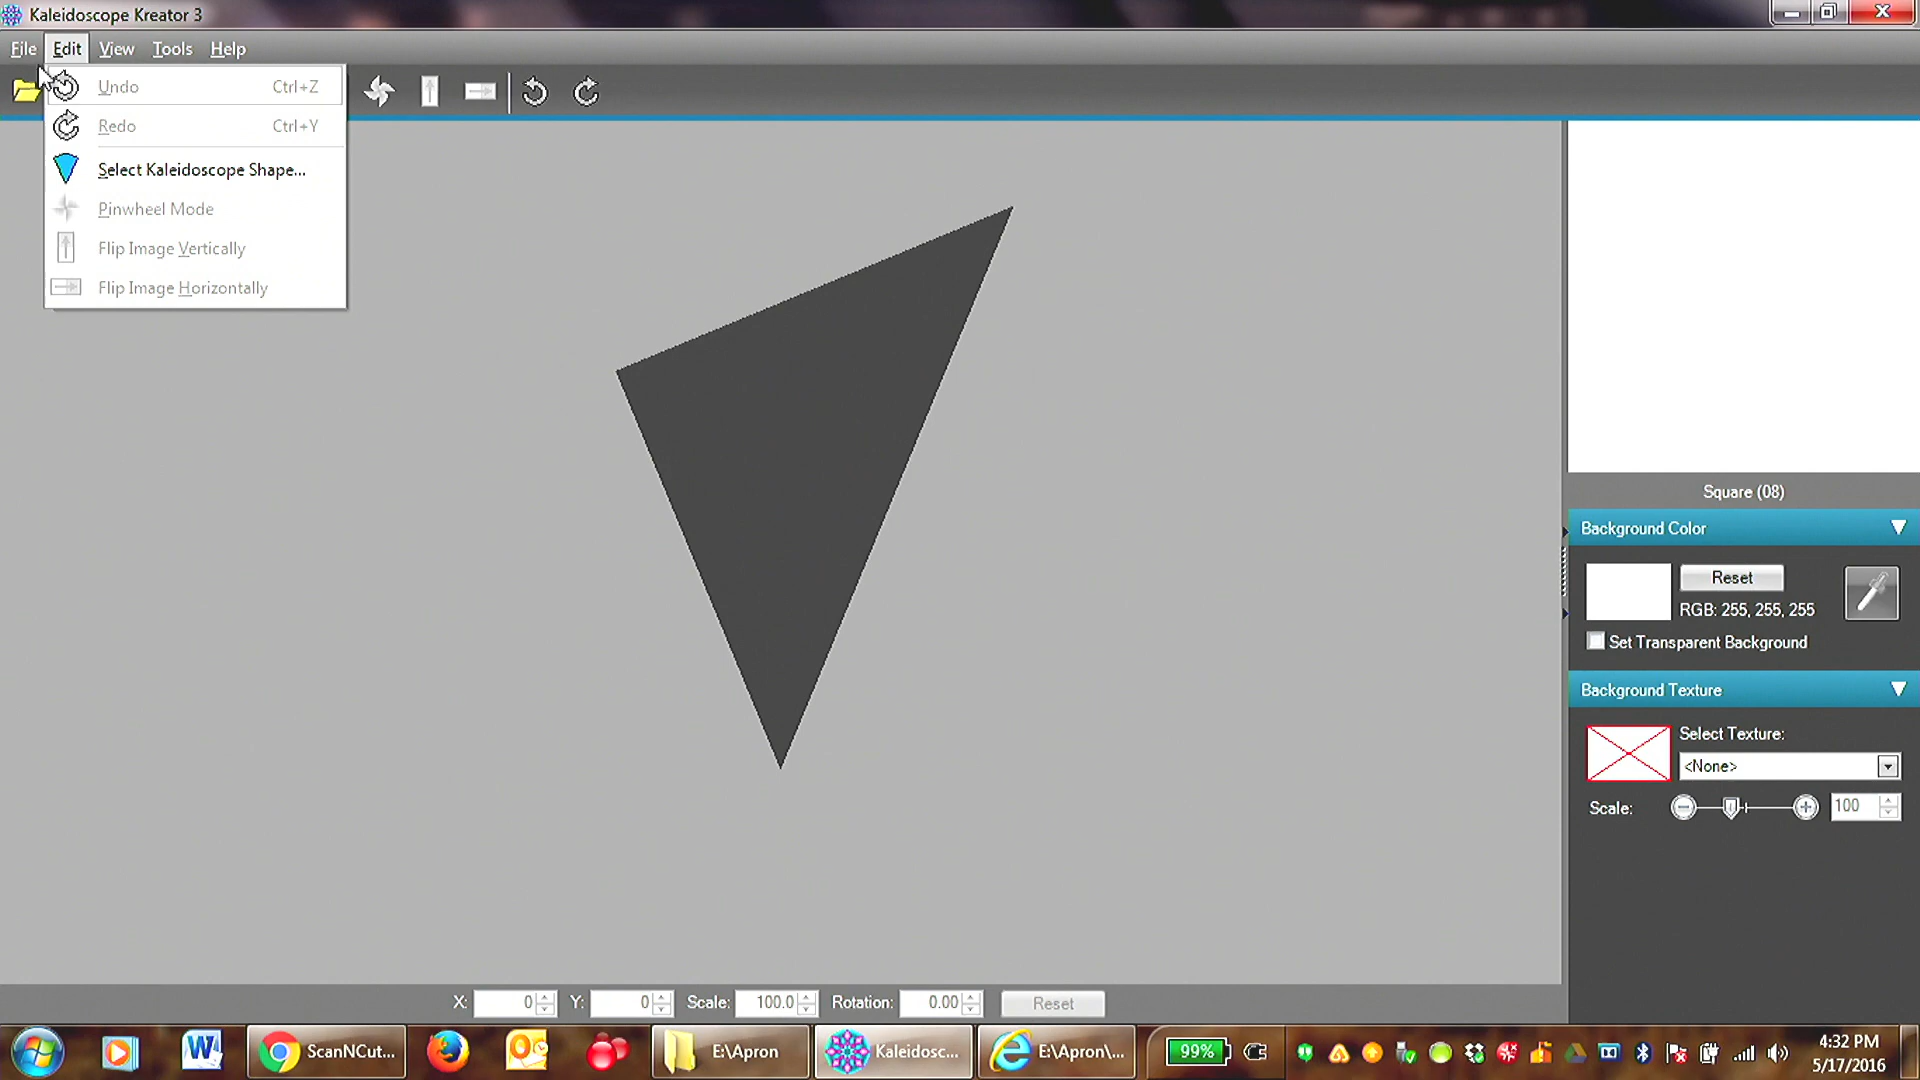 Kaleidoscope Kreator 3
File Edit View Tools Help
Undo Ctrl+Z
Redo Ctrl+Y
Select Kaleidoscope Shape...
Pinwheel Mode
Flip Image Vertically
Flip Image Horizontally
Square (08)
Background Color
Reset
RGB: 255, 255, 255
Set Transparent Background
Background Texture
Select Texture:
<None>
Scale: 100
X: 0 Y: 0 Scale: 100.0 Rotation: 0.00 Reset
ScanNCut... E:\Apron Kaleidosc... E:\Apron\... 99%
4:32 PM
5/17/2016